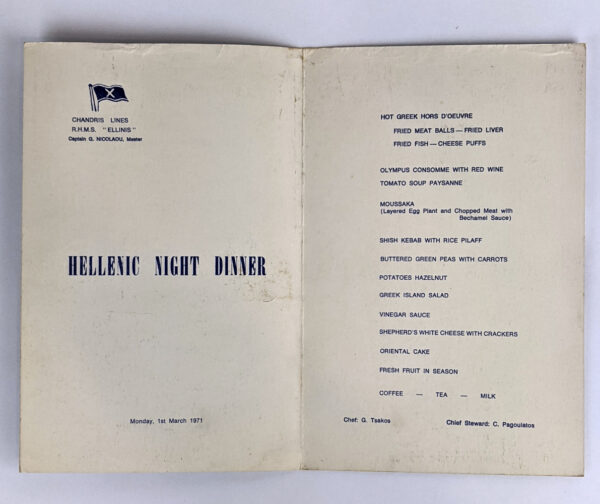 X
CHANDRIS LINES
R.H.M.S. "ELLINIS"
Captain G. NICOLAOU, Master
HELLENIC NIGHT DINNER
Monday, 1st March 1971
HOT GREEK HORS D'OEUVRE
FRIED MEAT BALLS — FRIED LIVER
FRIED FISH — CHEESE PUFFS
OLYMPUS CONSOMME WITH RED WINE
TOMATO SOUP PAYSANNE
MOUSSAKA
(Layered Egg Plant and Chopped Meat with
Bechamel Sauce)
SHISH KEBAB WITH RICE PILAFF
BUTTERED GREEN PEAS WITH CARROTS
POTATOES HAZELNUT
GREEK ISLAND SALAD
VINEGAR SAUCE
SHEPHERD'S WHITE CHEESE WITH CRACKERS
ORIENTAL CAKE
FRESH FRUIT IN SEASON
COFFEE — TEA — MILK
Chef: G. Tsakos
Chief Steward: C. Pagoulatos